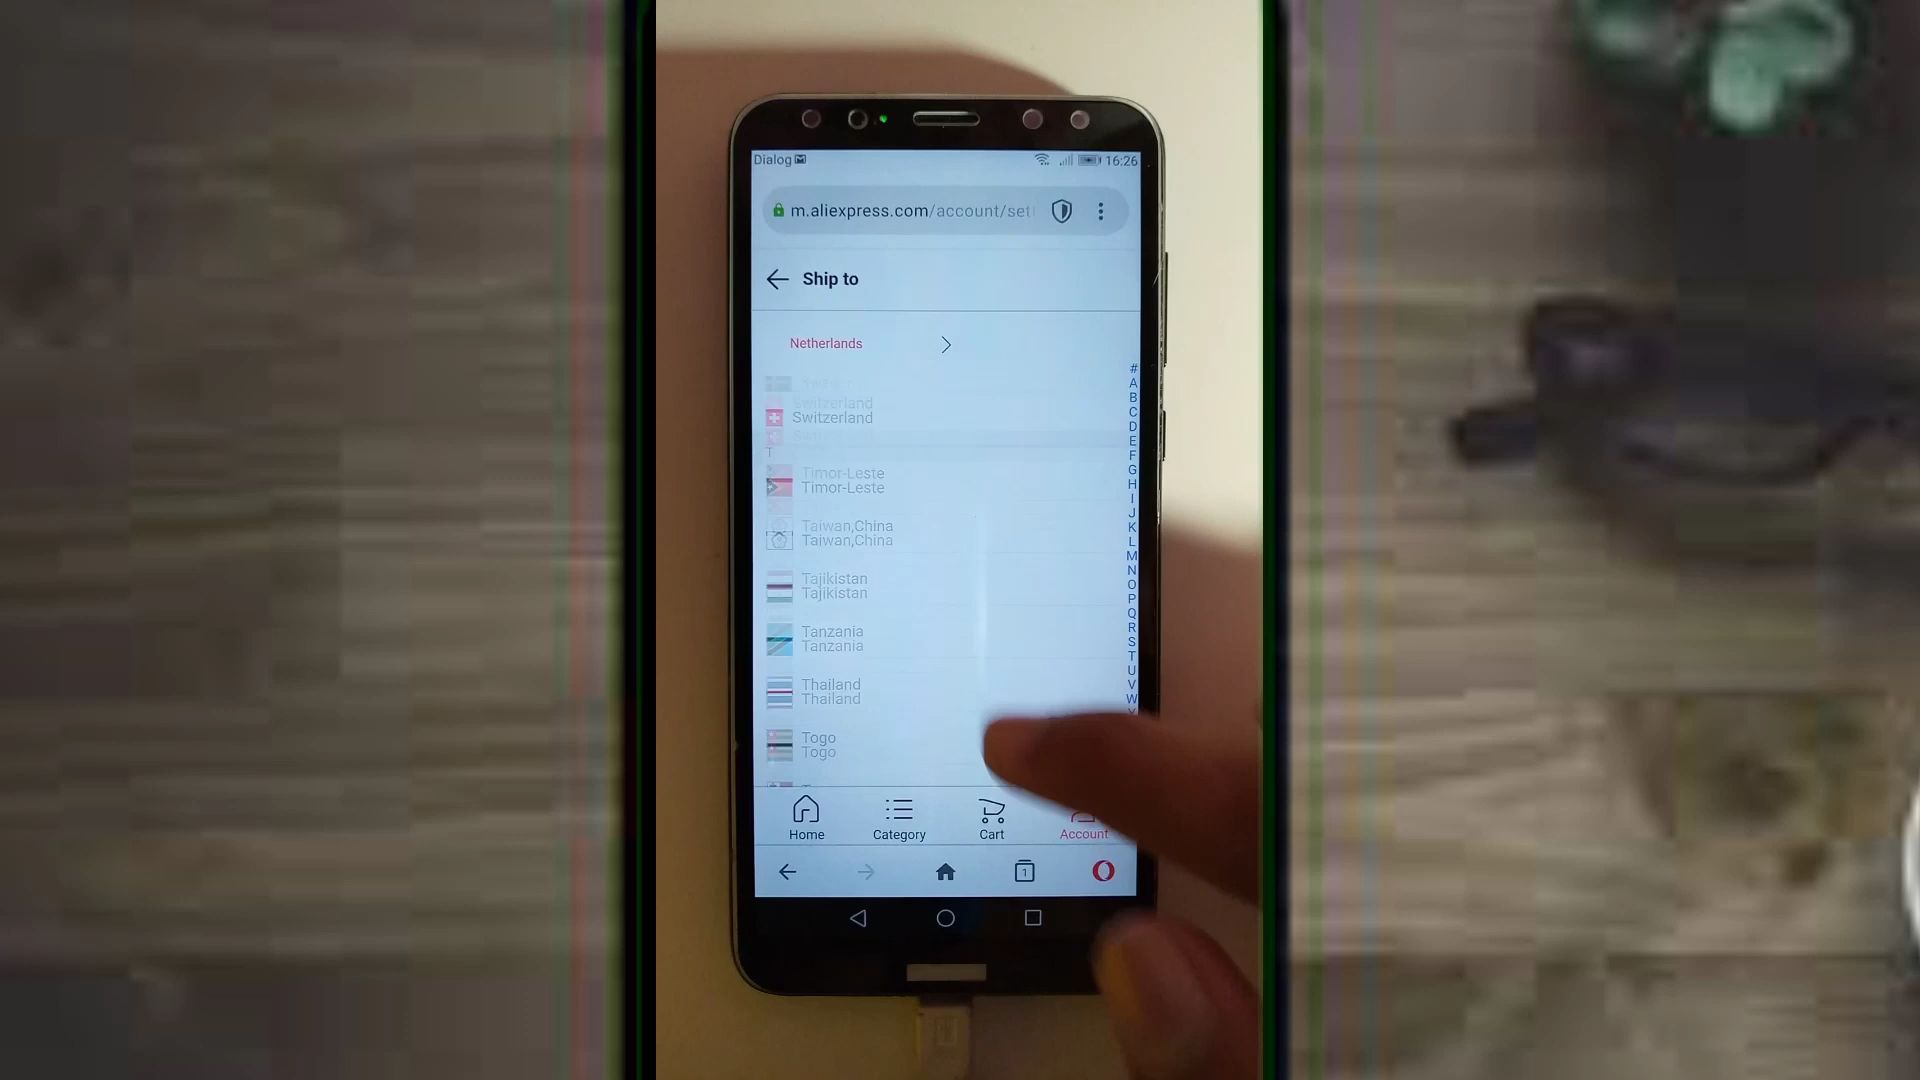 Dialog 16:26
m.aliexpress.com/account/set
Ship to
Netherlands
#
A
B
C
D
E
F
G
H
I
J
K
L
M
N
O
P
Q
R
S
T
U
V
W
Switzerland
Switzerland
T
Timor-Leste
Timor-Leste
Taiwan,China
Taiwan,China
Tajikistan
Tajikistan
Tanzania
Tanzania
Thailand
Thailand
Togo
Togo
Home Category Cart Account
1